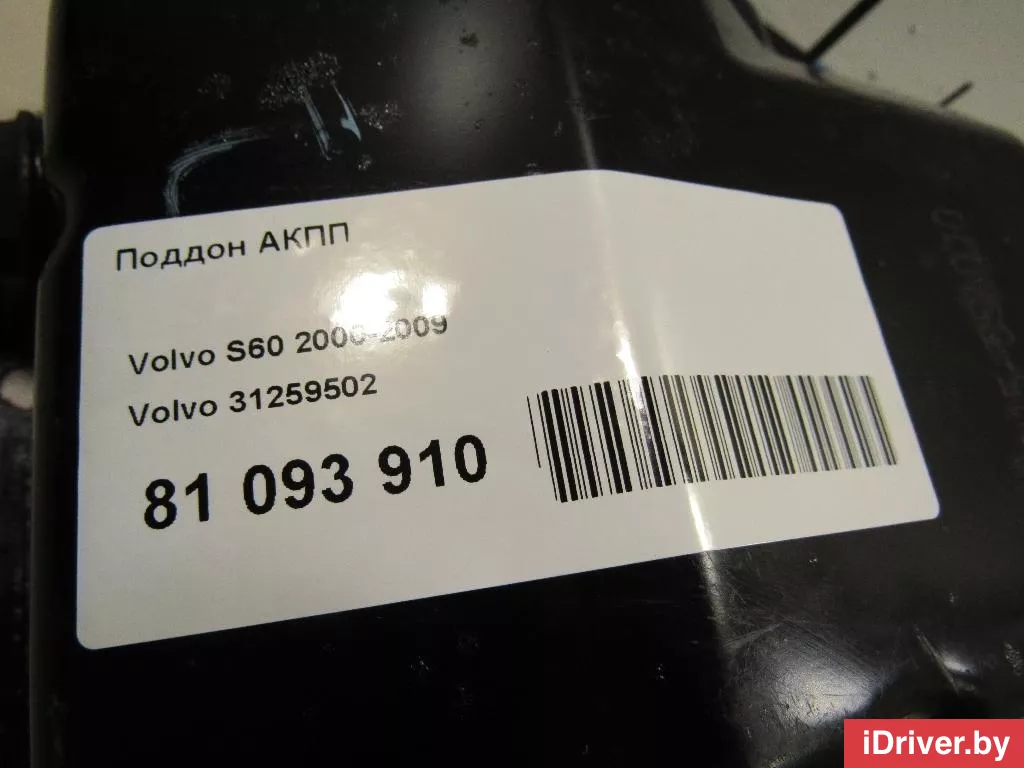 Поддон АКПП
Volvo S60 2000-2009
Volvo 31259502
81 093 910
iDriver.by